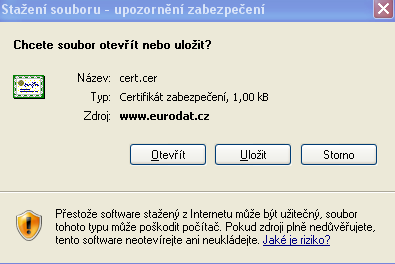 Stažení souboru - upozornění zabezpečení
Chcete soubor otevřít nebo uložit?
Název: cert.cer
Typ: Certifikát zabezpečení, 1,00 kB
Zdroj: www.eurodat.cz
Otevřít Uložit Storno
Přestože software stažený z Internetu může být užitečný, soubor
tohoto typu může poškodit počítač. Pokud zdroji plně nedůvěřujete,
tento software neotevírejte ani neukládejte. Jaké je riziko?